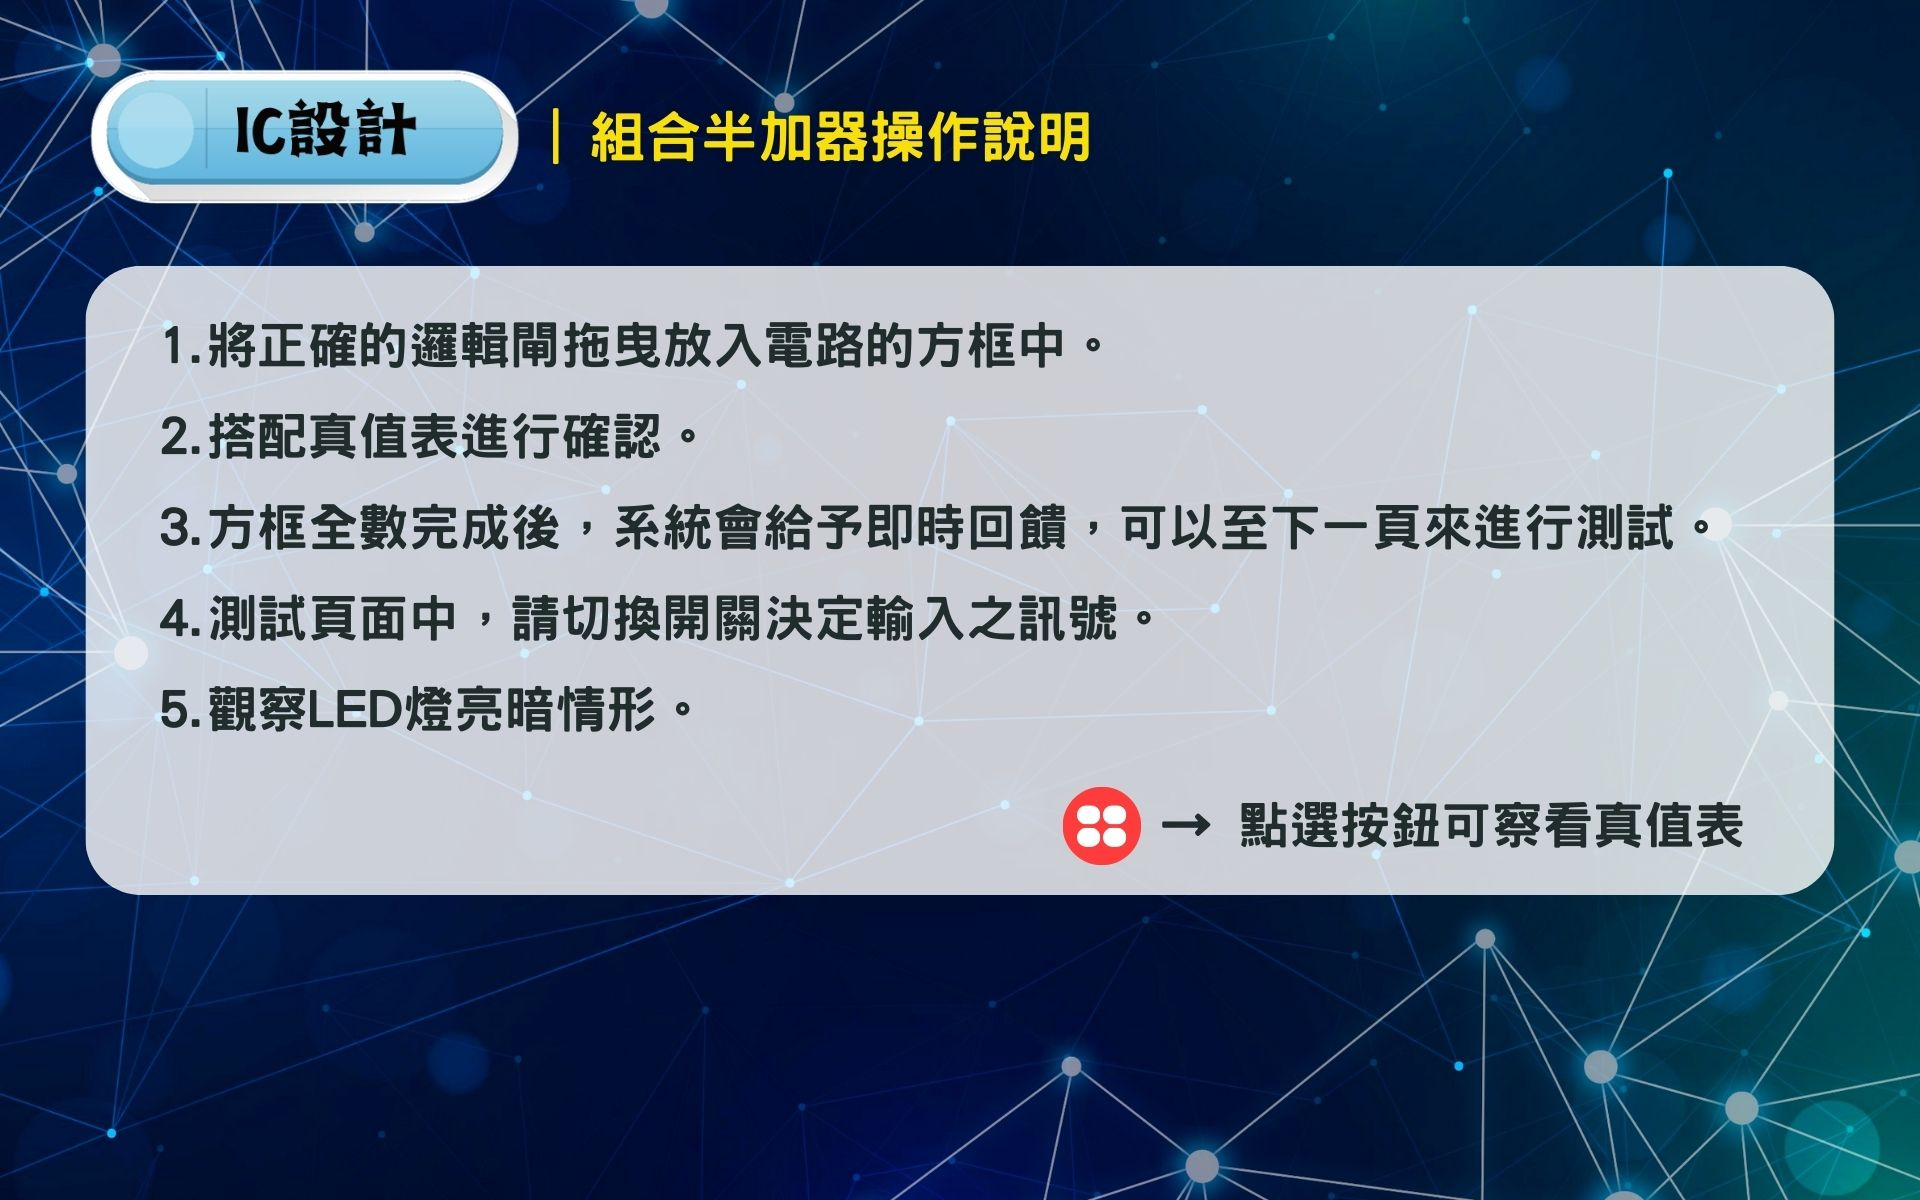 IC設計
| 組合半加器操作說明
1.將正確的邏輯閘拖曳放入電路的方框中。
2.搭配真值表進行確認。
3.方框全數完成後，系統會給予即時回饋，可以至下一頁來進行測試。
4.測試頁面中，請切換開關決定輸入之訊號。
5.觀察LED燈亮暗情形。
→ 點選按鈕可察看真值表